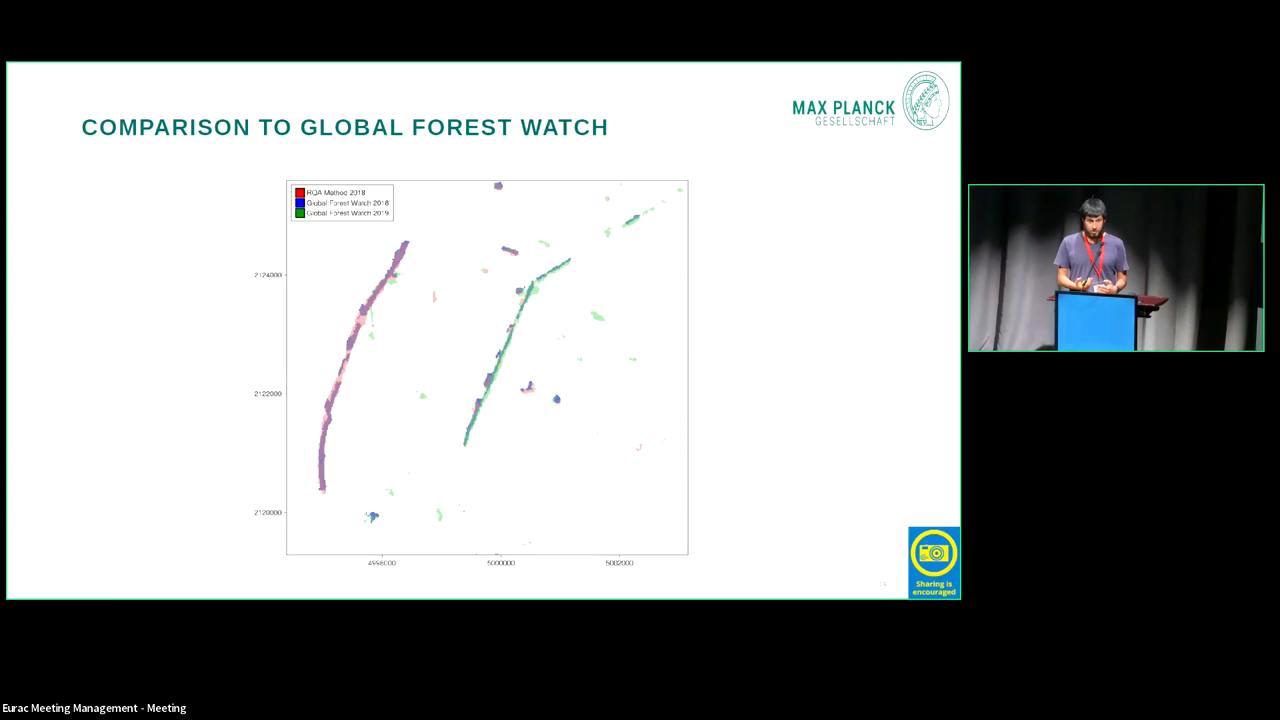 COMPARISON TO GLOBAL FOREST WATCH
MAX PLANCK
GESELLSCHAFT
RQA Method 2018
Global Forest Watch 2018
Global Forest Watch 2019
2124000
2122000
2120000
4998000
5000000
5002000
14
Sharing is
encouraged
Eurac Meeting Management - Meeting